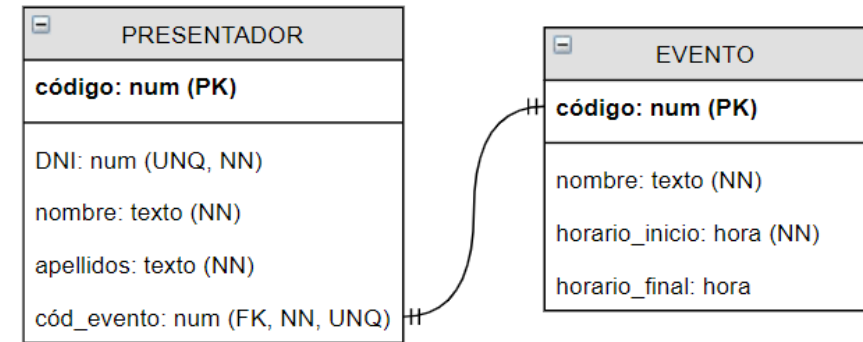 PRESENTADOR
código: num (PK)
DNI: num (UNQ, NN)
nombre: texto (NN)
apellidos: texto (NN)
cód_evento: num (FK, NN, UNQ)
EVENTO
código: num (PK)
nombre: texto (NN)
horario_inicio: hora (NN)
horario_final: hora